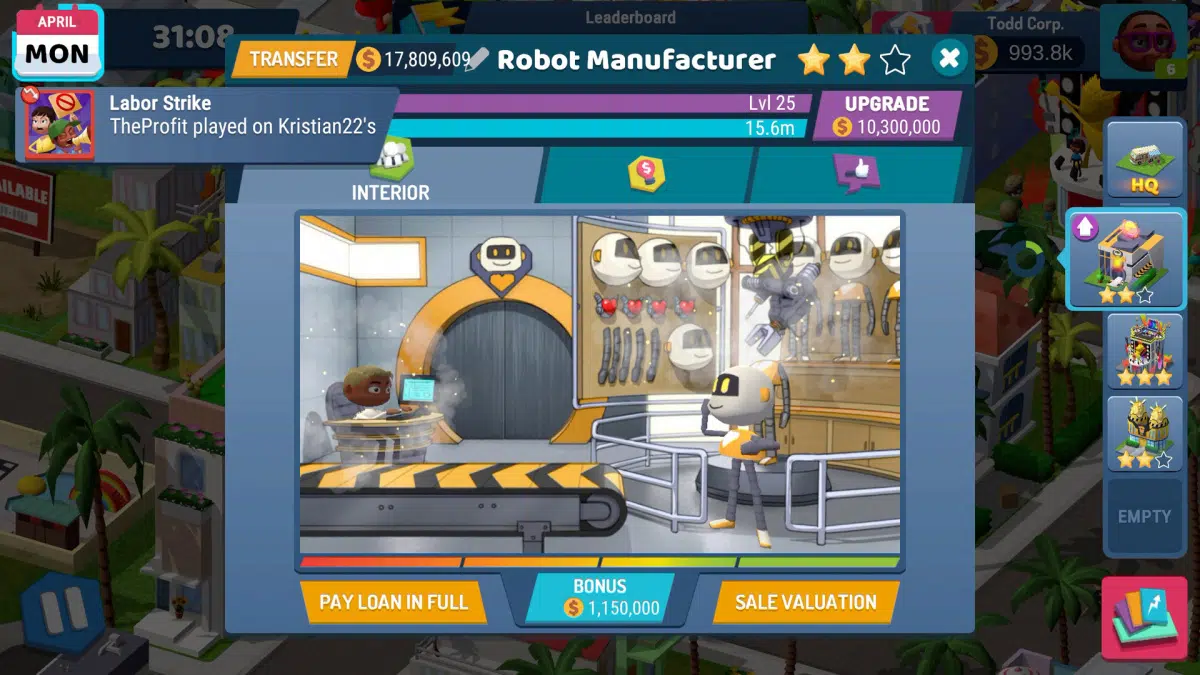 APRIL
MON
31:08
Leaderboard
Todd Corp.
993.8k
6
TRANSFER
17,809,609
Robot Manufacturer
Labor Strike
TheProfit played on Kristian22's
Lvl 25
15.6m
UPGRADE
10,300,000
INTERIOR
HQ
EMPTY
PAY LOAN IN FULL
BONUS
1,150,000
SALE VALUATION